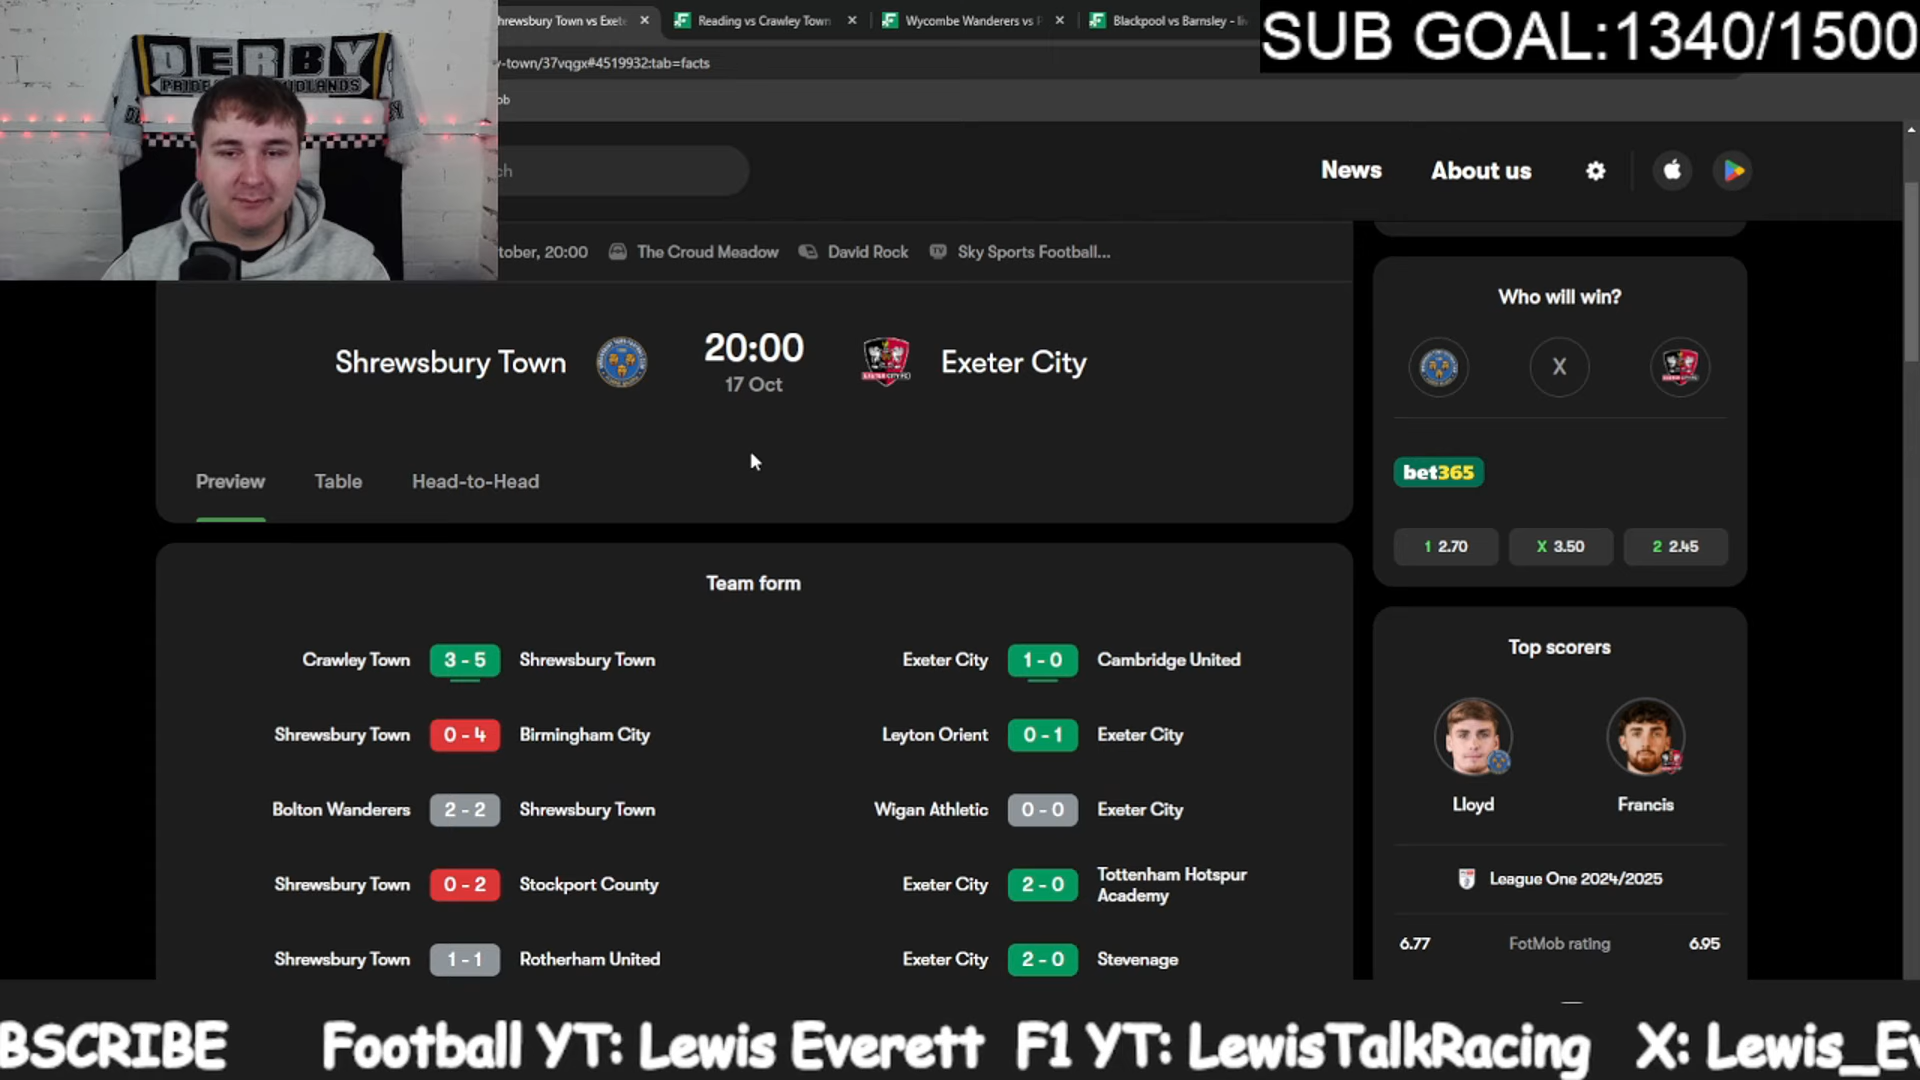 hrewsbury Town vs Exete
Reading vs Crawley Town
Wycombe Wanderers vs P
Blackpool vs Barnsley - li
SUB GOAL:1340/1500
DERBY
-town/37vqgx#4519932:tab=facts
ob
ch
News
About us
tober, 20:00
The Croud Meadow
David Rock
Sky Sports Football...
Shrewsbury Town
20:00
17 Oct
Exeter City
Preview
Table
Head-to-Head
Who will win?
X
bet365
1 2.70
X 3.50
2 2.45
Team form
Crawley Town 3 - 5 Shrewsbury Town
Exeter City 1 - 0 Cambridge United
Shrewsbury Town 0 - 4 Birmingham City
Leyton Orient 0 - 1 Exeter City
Bolton Wanderers 2 - 2 Shrewsbury Town
Wigan Athletic 0 - 0 Exeter City
Shrewsbury Town 0 - 2 Stockport County
Exeter City 2 - 0 Tottenham Hotspur
Academy
Shrewsbury Town 1 - 1 Rotherham United
Exeter City 2 - 0 Stevenage
Top scorers
Lloyd
Francis
League One 2024/2025
6.77 FotMob rating 6.95
BSCRIBE Football YT: Lewis Everett F1 YT: LewisTalkRacing X: Lewis_Ev